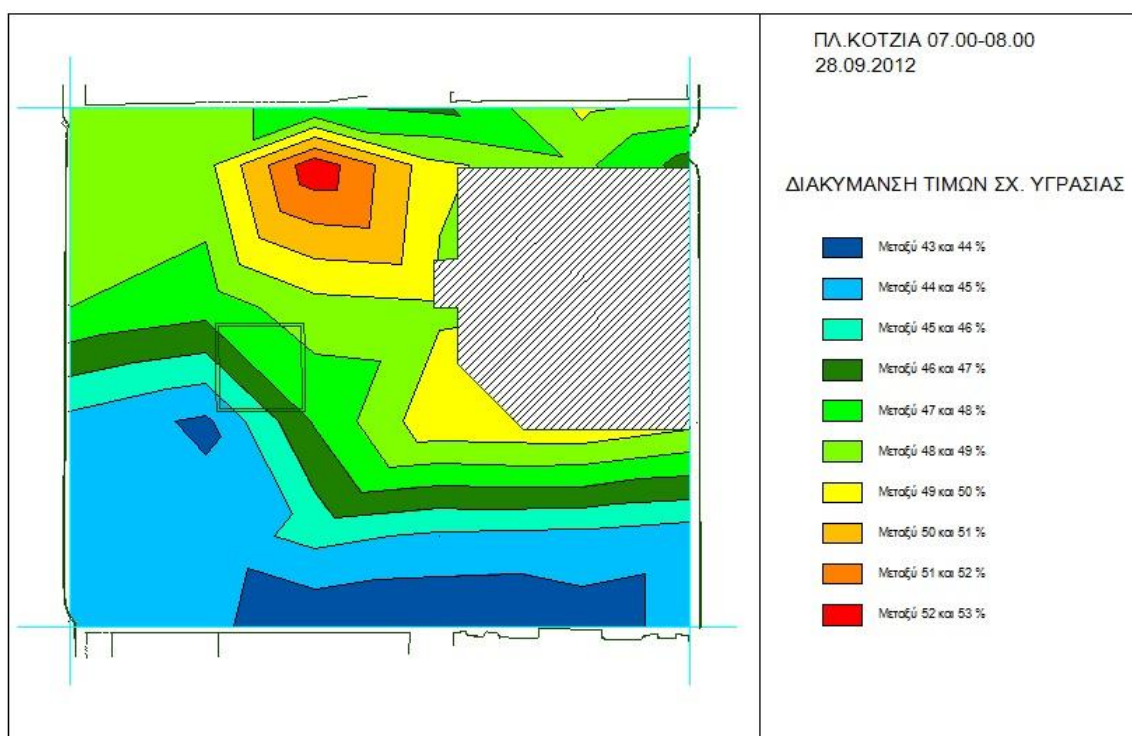 ΠΛ.ΚΟΤΖΙΑ 07.00-08.00
28.09.2012
ΔΙΑΚΥΜΑΝΣΗ ΤΙΜΩΝ ΣΧ. ΥΓΡΑΣΙΑΣ
Μεταξύ 43 και 44 %
Μεταξύ 44 και 45 %
Μεταξύ 45 και 46 %
Μεταξύ 46 και 47 %
Μεταξύ 47 και 48 %
Μεταξύ 48 και 49 %
Μεταξύ 49 και 50 %
Μεταξύ 50 και 51 %
Μεταξύ 51 και 52 %
Μεταξύ 52 και 53 %